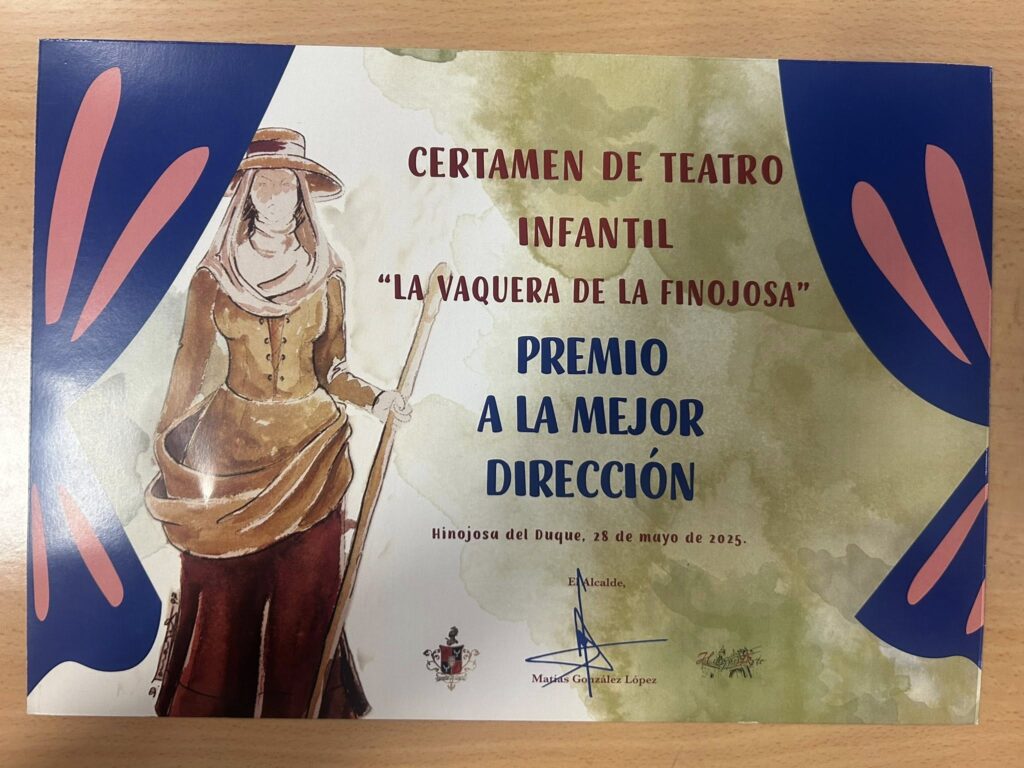 CERTAMEN DE TEATRO
INFANTIL
“LA VAQUERA DE LA FINOJOSA”
PREMIO
A LA MEJOR
DIRECCIÓN
Hinojosa del Duque, 28 de mayo de 2025.
El Alcalde,
Matías González López